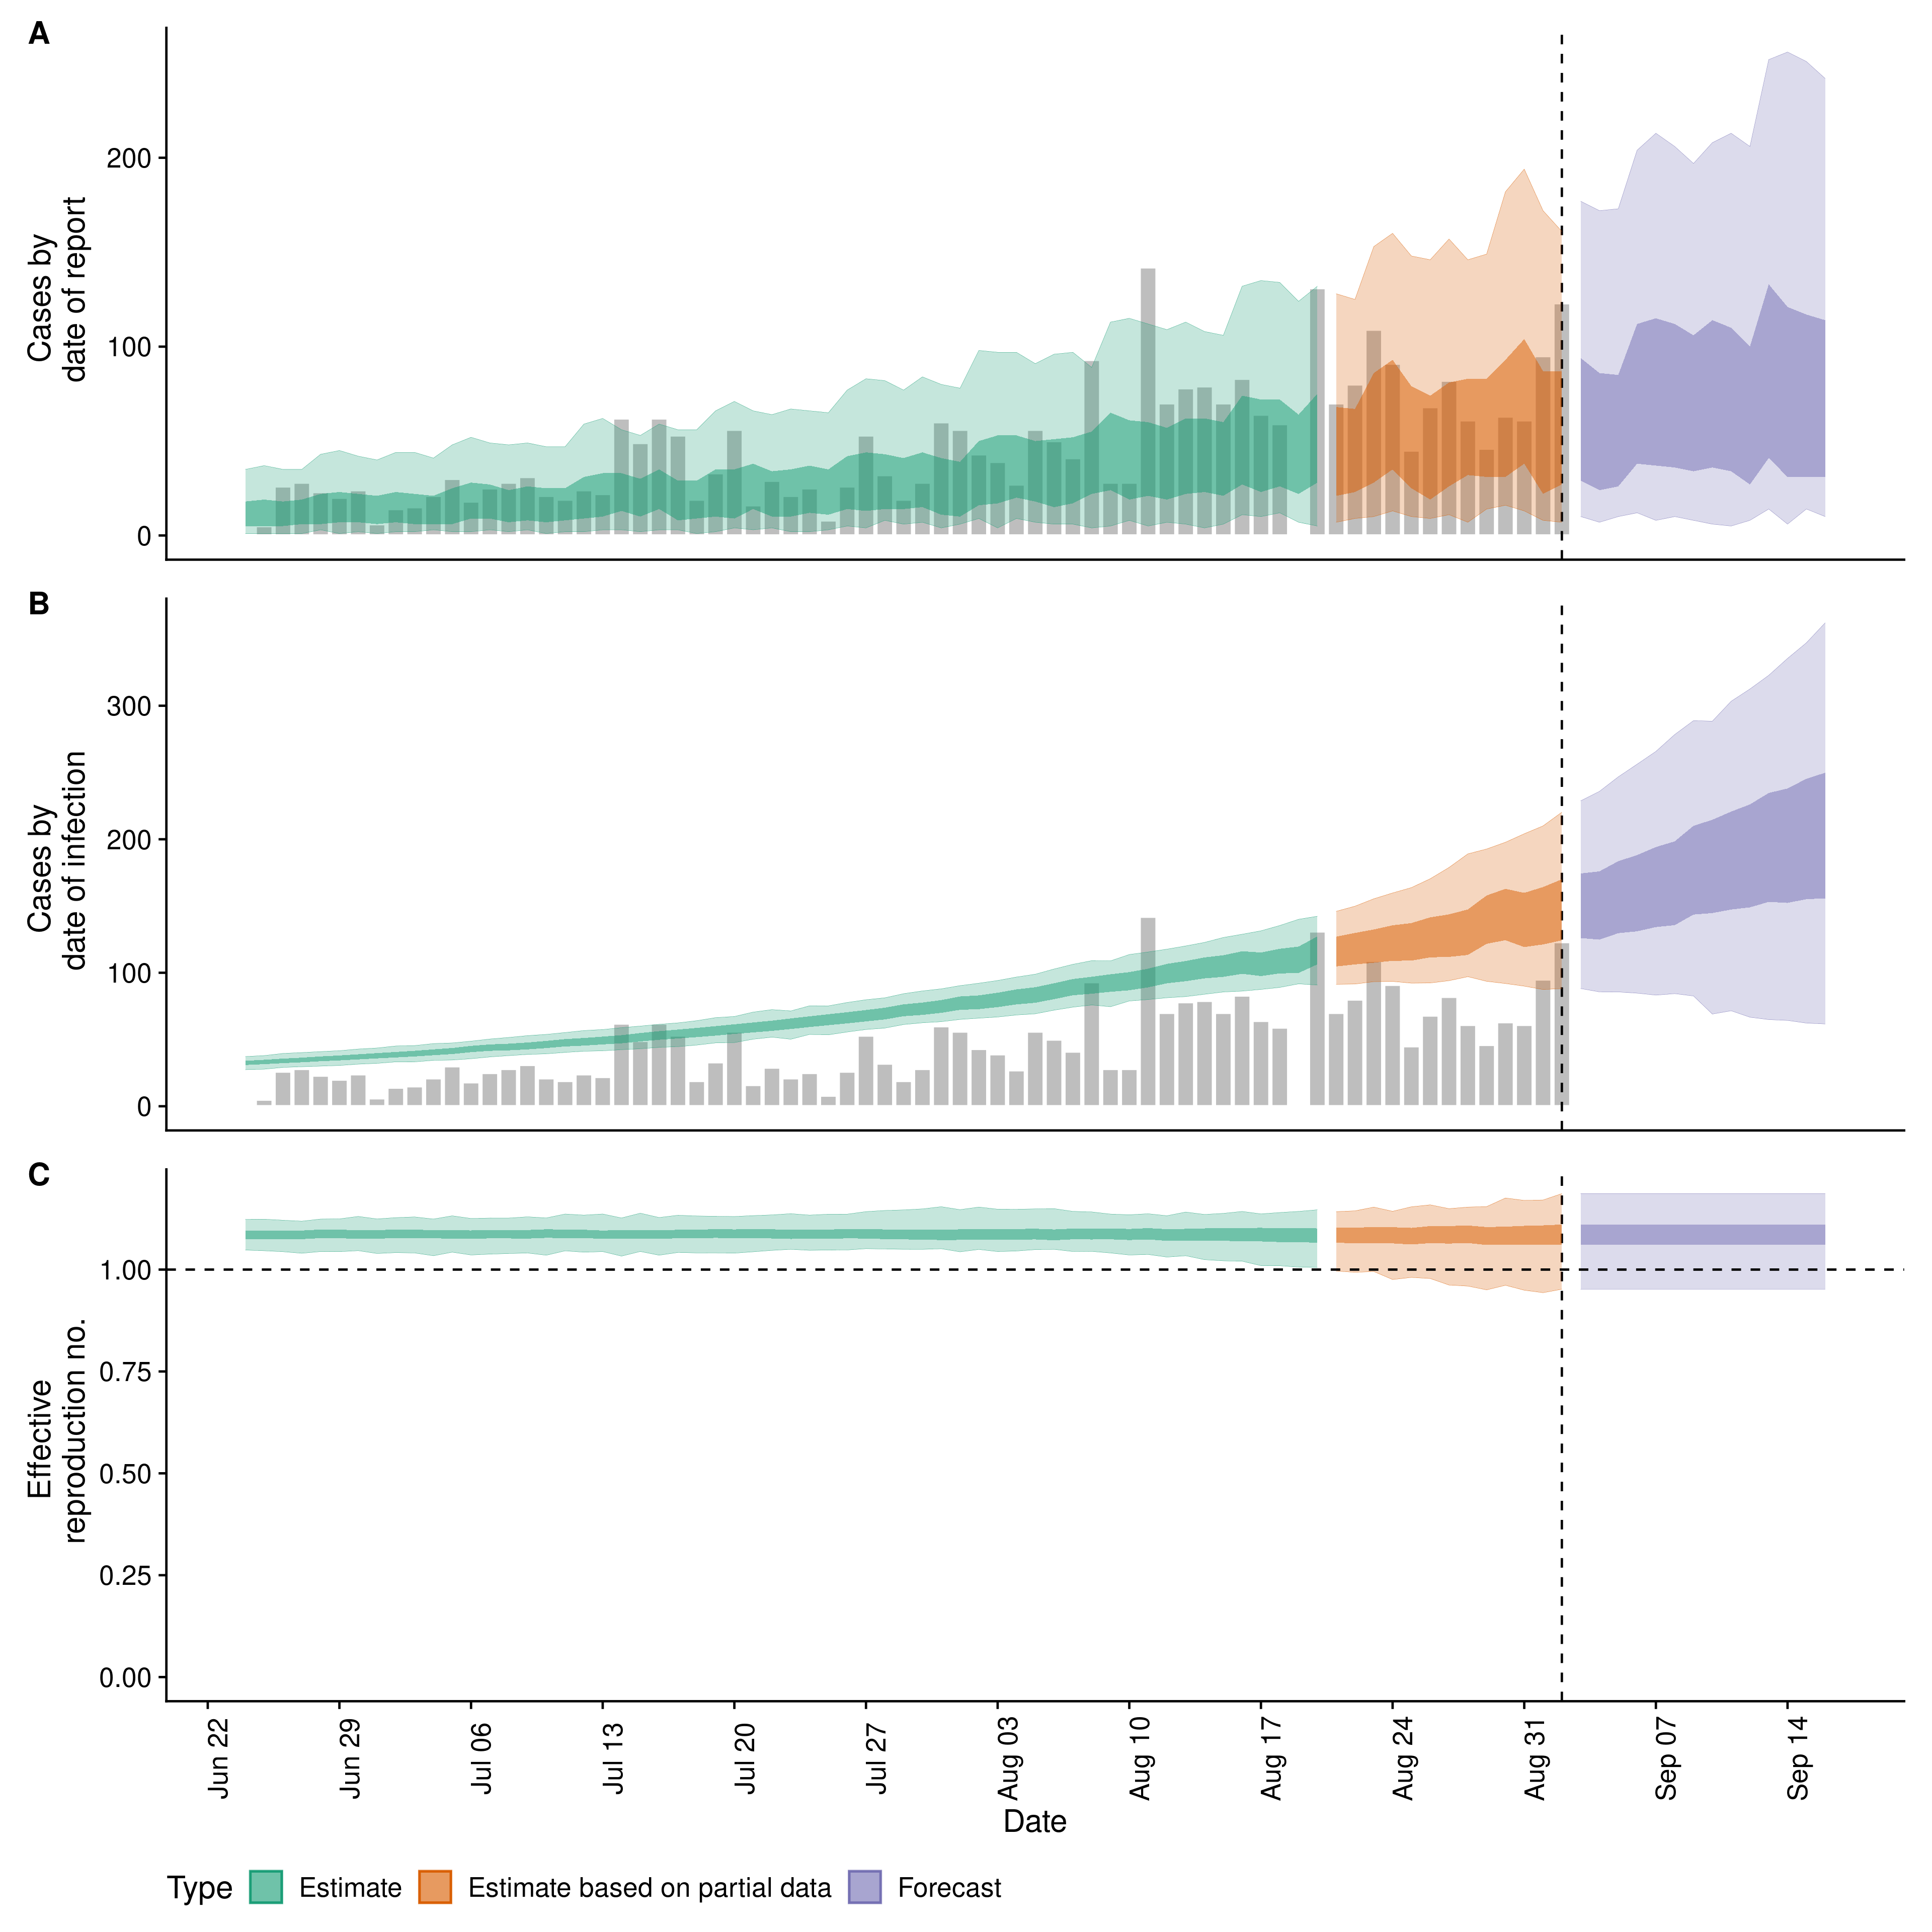 A
Cases by
date of report
200
100
0
B
Cases by
date of infection
300
200
100
0
C
Effective
reproduction no.
1.00
0.75
0.50
0.25
0.00
Jun 22
Jun 29
Jul 06
Jul 13
Jul 20
Jul 27
Aug 03
Aug 10
Aug 17
Aug 24
Aug 31
Sep 07
Sep 14
Date
Type Estimate Estimate based on partial data Forecast